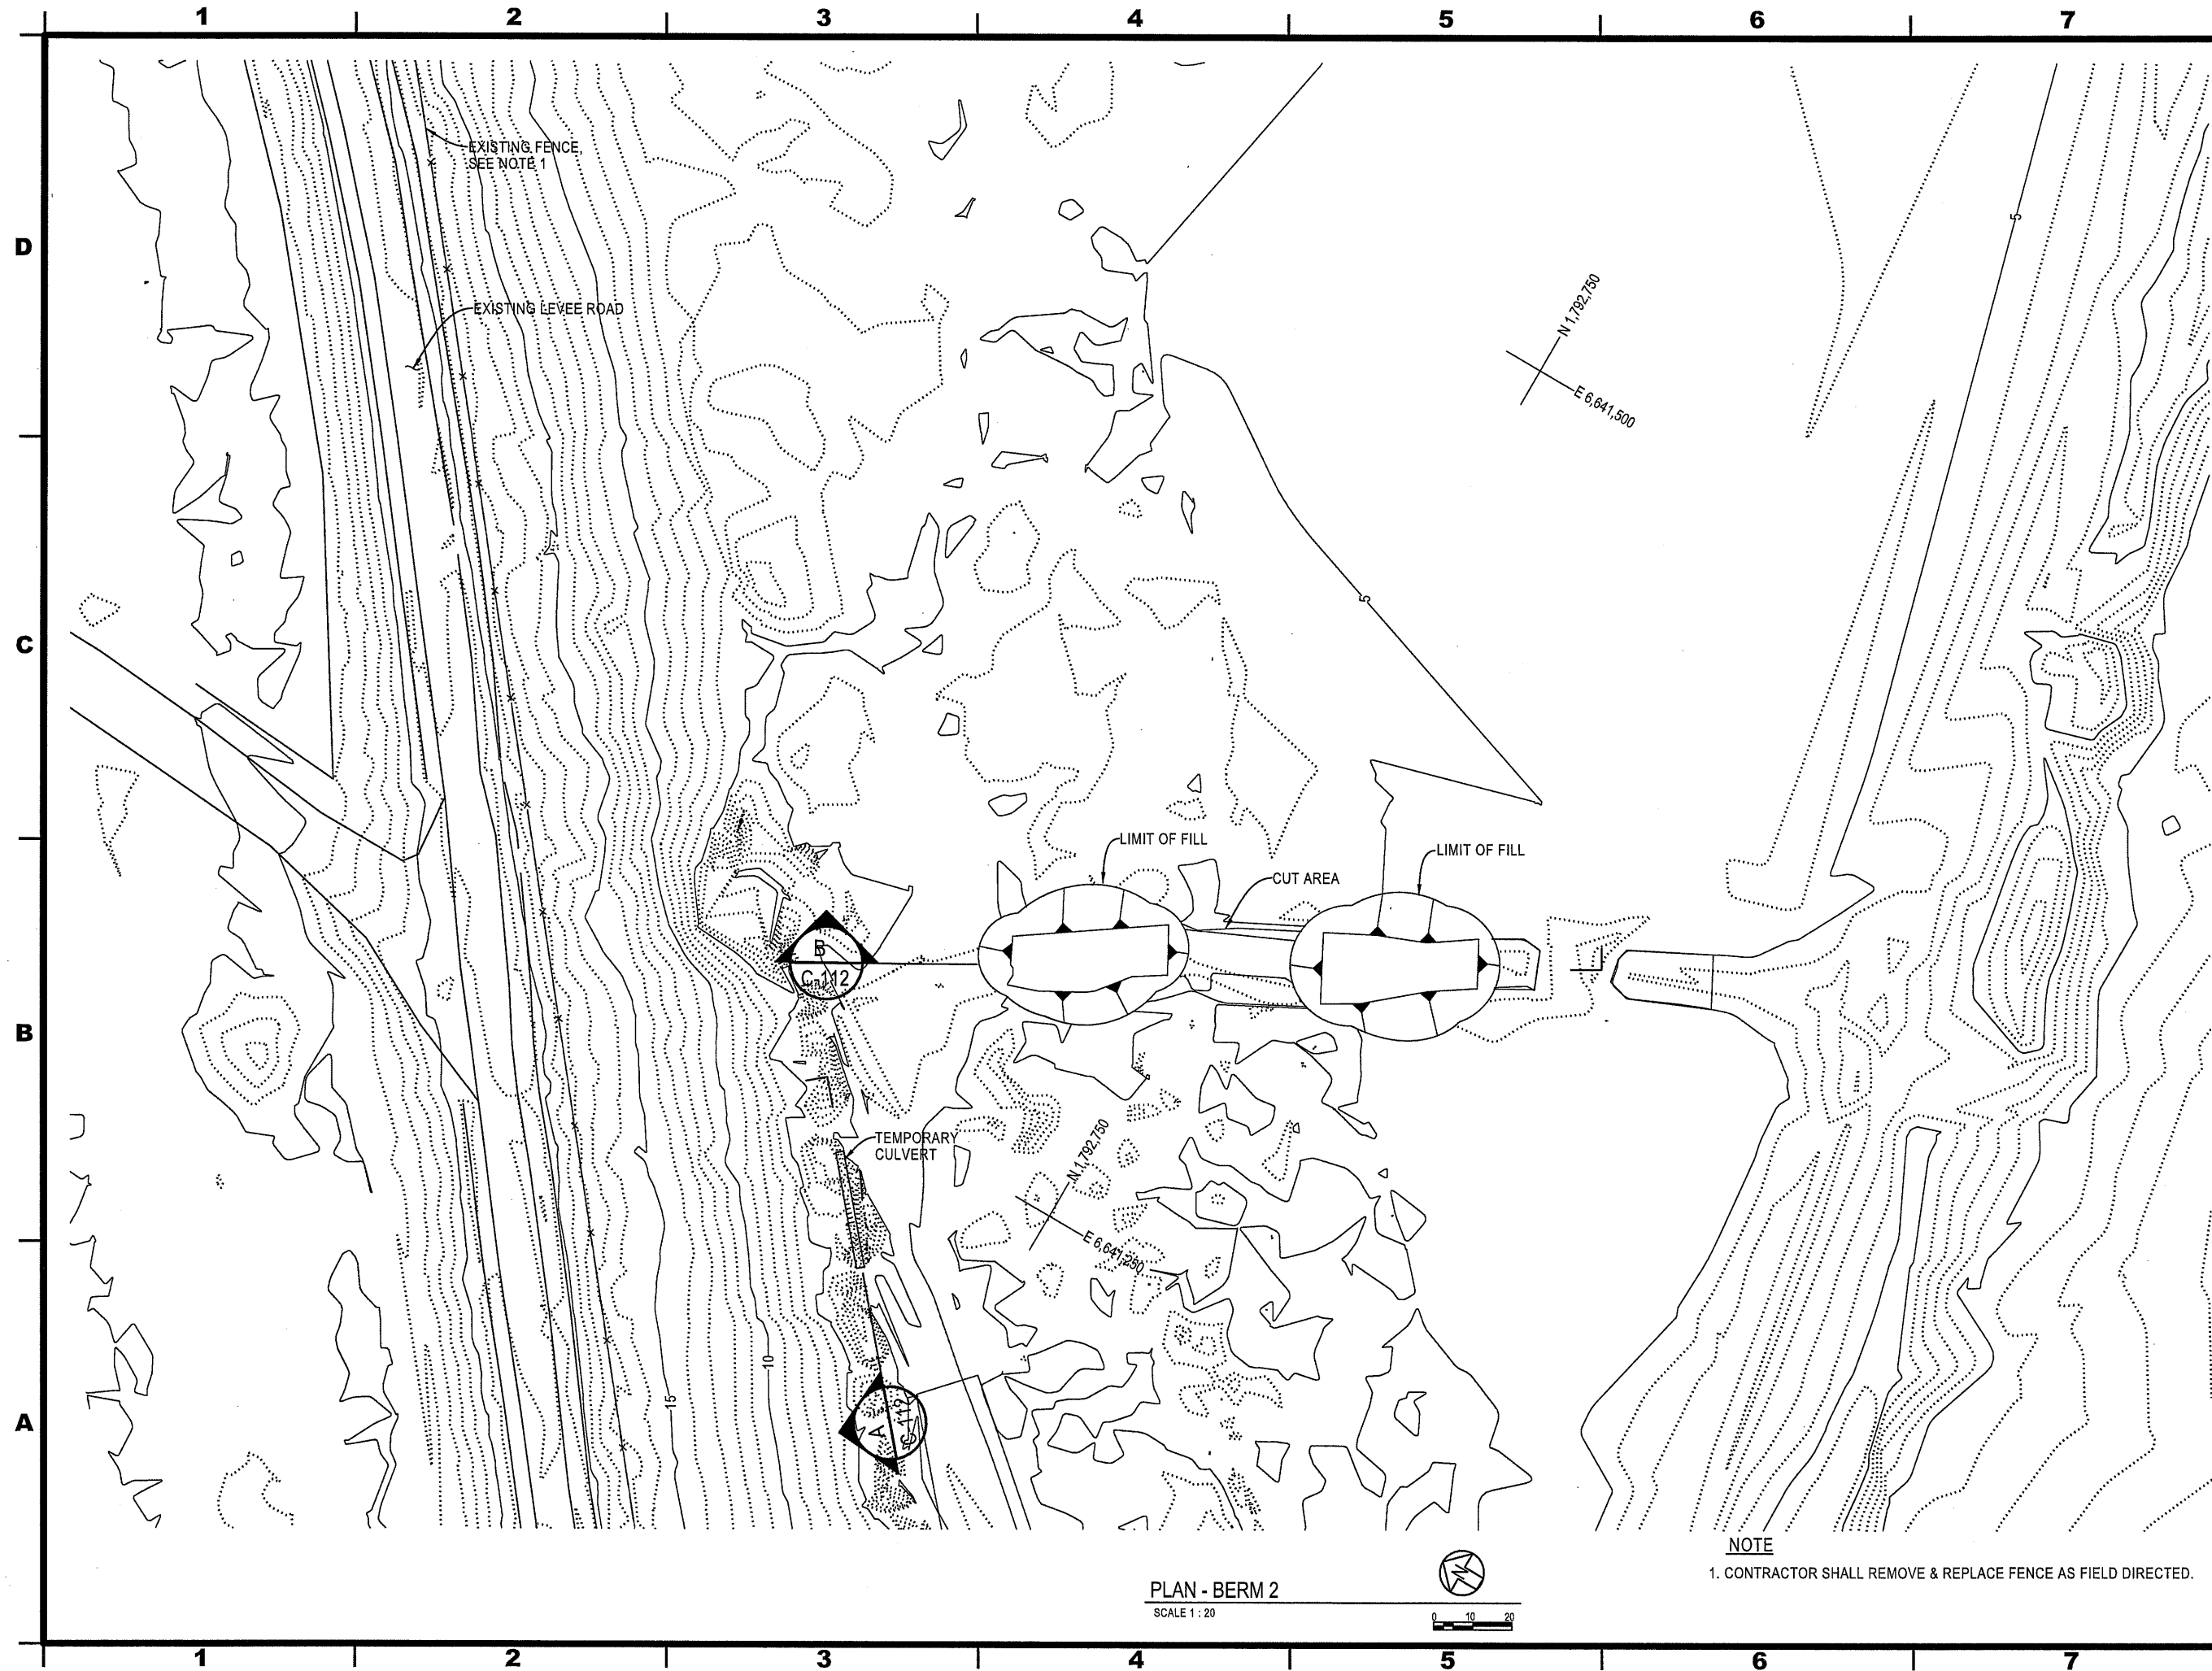 1 2 3 4 5 6 7
EXISTING FENCE,
SEE NOTE 1
D
N 1,792,750
5
EXISTING LEVEE ROAD
E 6,641,500
5
C
LIMIT OF FILL
LIMIT OF FILL
CUT AREA
B
C-112
B
TEMPORARY
CULVERT
N 1,792,750
E 6,641,250
10
15
A
A
C-112
NOTE
1. CONTRACTOR SHALL REMOVE & REPLACE FENCE AS FIELD DIRECTED.
PLAN - BERM 2
SCALE 1 : 20
0 10 20
1 2 3 4 5 6 7